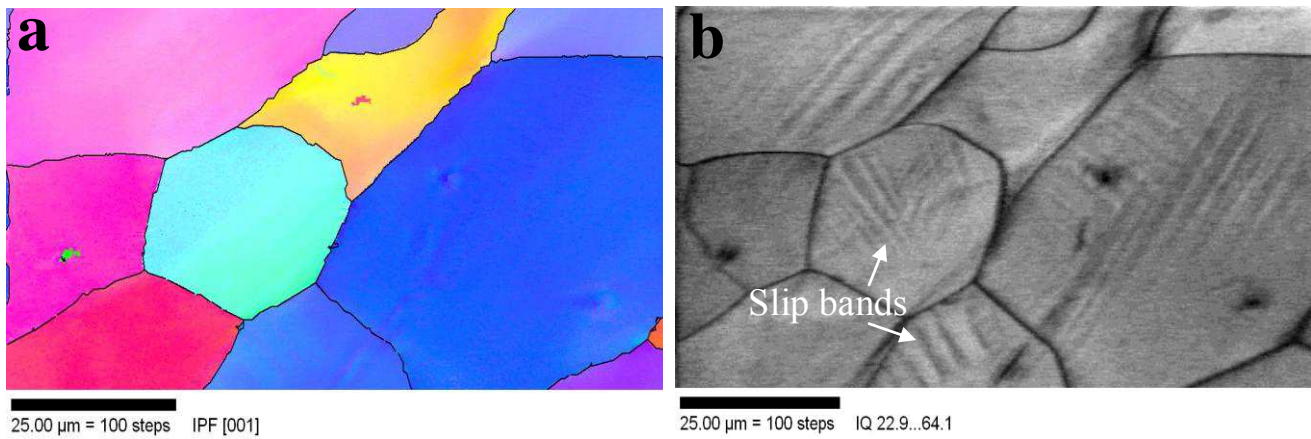 a
b
Slip bands
25.00 µm = 100 steps IPF [001]
25.00 µm = 100 steps IQ 22.9...64.1